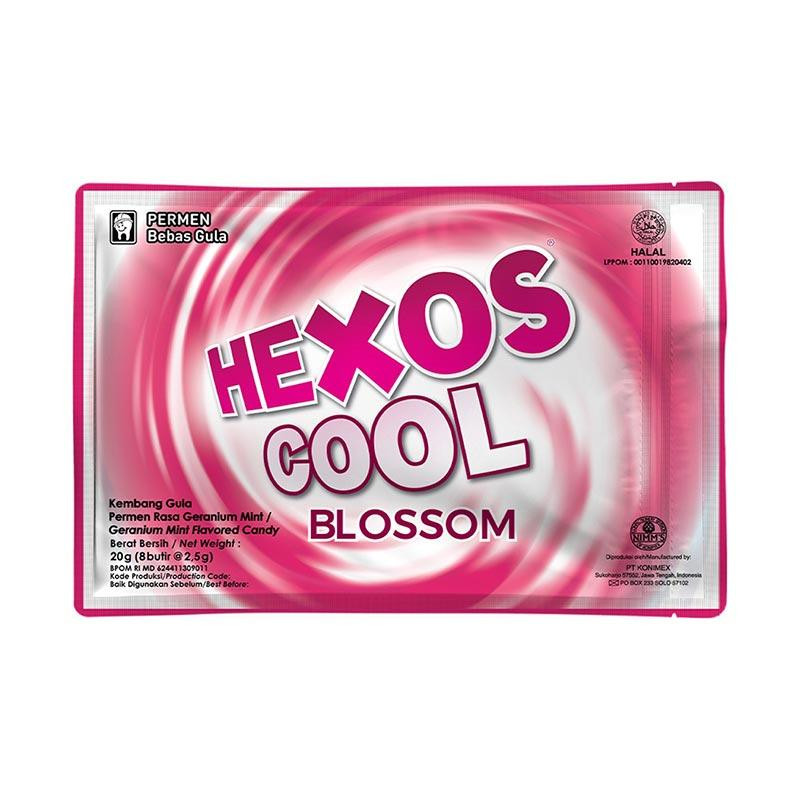 PERMEN
Bebas Gula
HALAL
LPPOM : 00110019820402
HEXOS
®
COOL
BLOSSOM
Kembang Gula
Permen Rasa Geranium Mint /
Geranium Mint Flavored Candy
Berat Bersih / Net Weight :
20g (8butir @2,5g)
BPOM RI MD 624411309011
Kode Produksi/Production Code:
Baik Digunakan Sebelum/Best Before:
NIMM'S
Diproduksi oleh/Manufactured by:
PT KONIMEX
Sukoharjo 57552, Jawa Tengah, Indonesia
PO BOX 233 SOLO 57102